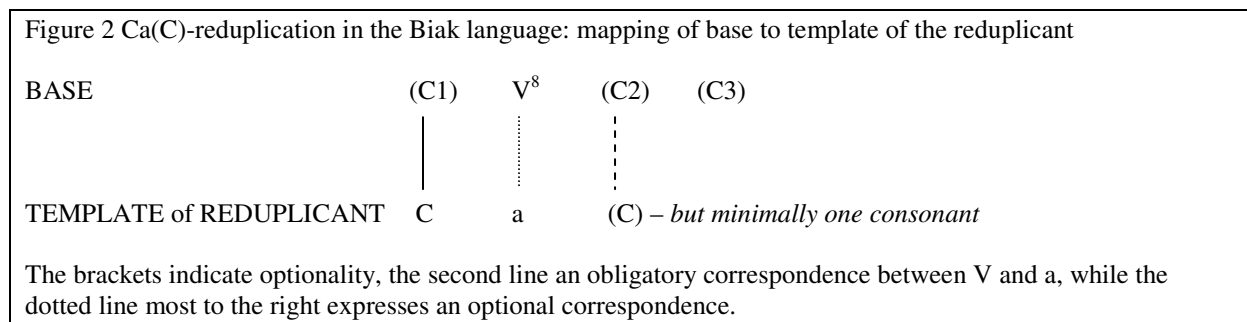 Figure 2 Ca(C)-reduplication in the Biak language: mapping of base to template of the reduplicant
BASE (C1) V⁸ (C2) (C3)
TEMPLATE of REDUPLICANT C a (C) – but minimally one consonant
The brackets indicate optionality, the second line an obligatory correspondence between V and a, while the
dotted line most to the right expresses an optional correspondence.